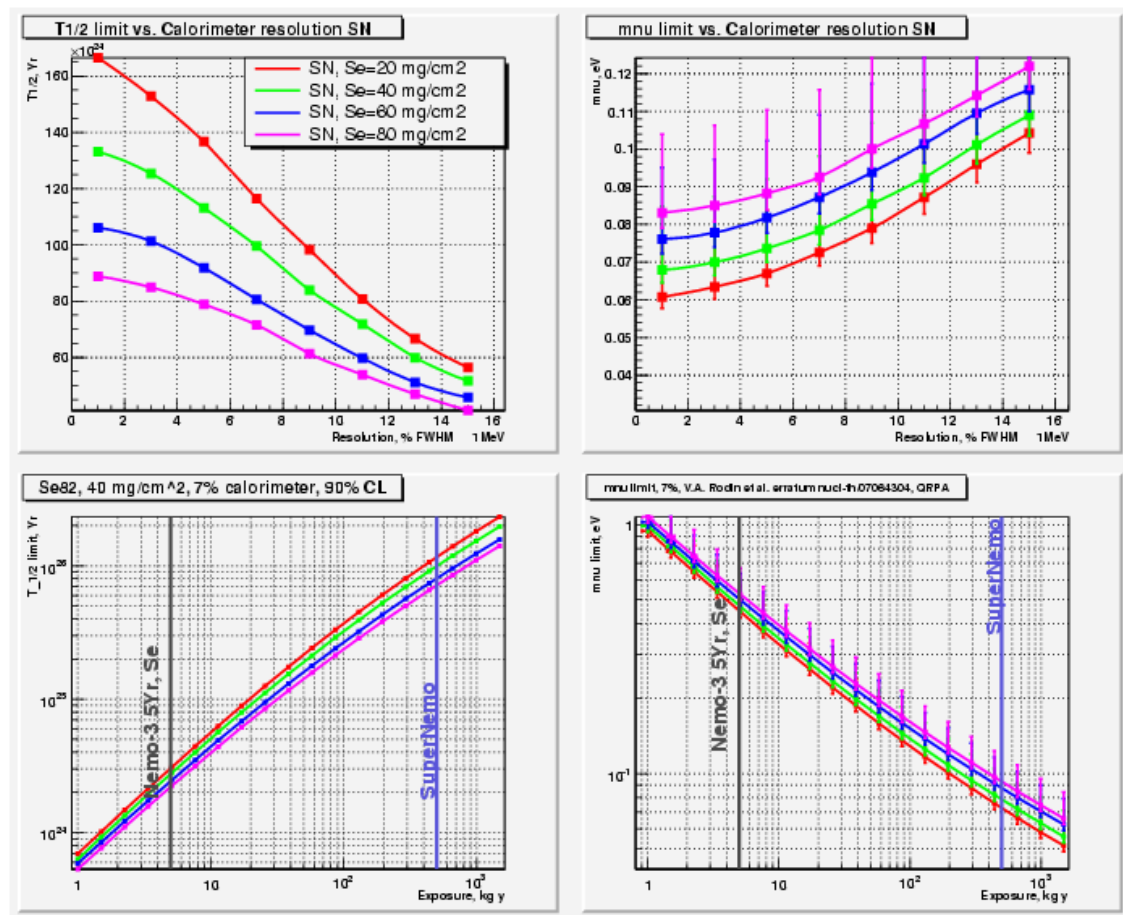 T1/2 limit vs. Calorimeter resolution SN
×10^24
T1/2, Yr
160
140
120
100
80
60
SN, Se=20 mg/cm2
SN, Se=40 mg/cm2
SN, Se=60 mg/cm2
SN, Se=80 mg/cm2
0 2 4 6 8 10 12 14 16
Resolution, % FWHM 1MeV
mnu limit vs. Calorimeter resolution SN
mnu, eV
0.12
0.11
0.1
0.09
0.08
0.07
0.06
0.05
0.04
0 2 4 6 8 10 12 14 16
Resolution, % FWHM 1MeV
Se82, 40 mg/cm^2, 7% calorimeter, 90% CL
T_1/2 limit, Yr
10^26
10^25
10^24
Nemo-3 5Yr, Se
SuperNemo
1 10 10^2 10^3
Exposure, kg y
mnu limit, 7%, V.A. Rodin et al. erratum nucl-th/07064304, QRPA
mnu limit, eV
1
10^-1
Nemo-3 5Yr, Se
SuperNemo
1 10 10^2 10^3
Exposure, kg y